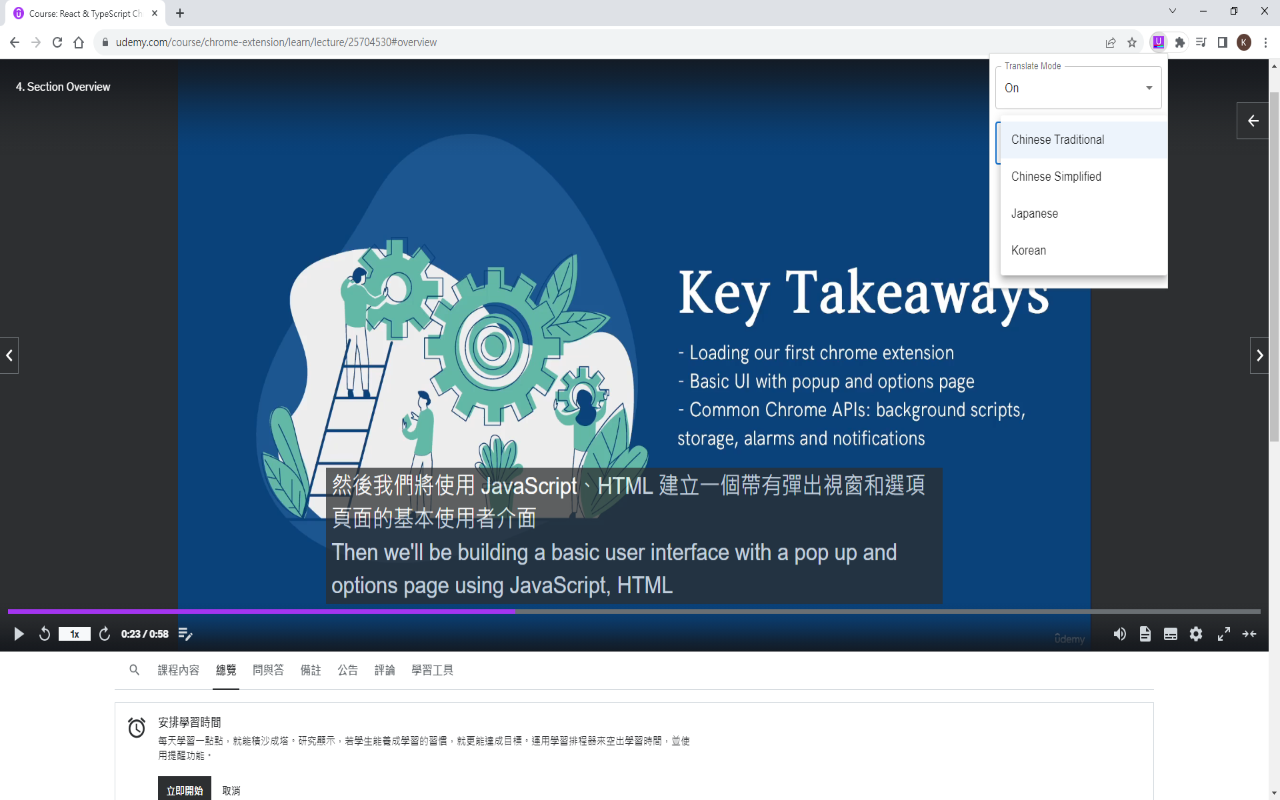 Course: React & TypeScript Ch
udemy.com/course/chrome-extension/learn/lecture/25704530#overview
K
4. Section Overview
Translate Mode
On
Chinese Traditional
Chinese Simplified
Japanese
Korean
Key Takeaways
- Loading our first chrome extension
- Basic UI with popup and options page
- Common Chrome APIs: background scripts,
storage, alarms and notifications
然後我們將使用 JavaScript、HTML 建立一個帶有彈出視窗和選項
頁面的基本使用者介面
Then we'll be building a basic user interface with a pop up and
options page using JavaScript, HTML
1x
0:23 / 0:58
udemy
課程內容 總覽 問與答 備註 公告 評論 學習工具
安排學習時間
每天學習一點點，就能積沙成塔。研究顯示，若學生能養成學習的習慣，就更能達成目標。運用學習排程器來空出學習時間，並使
用提醒功能。
立即開始 取消